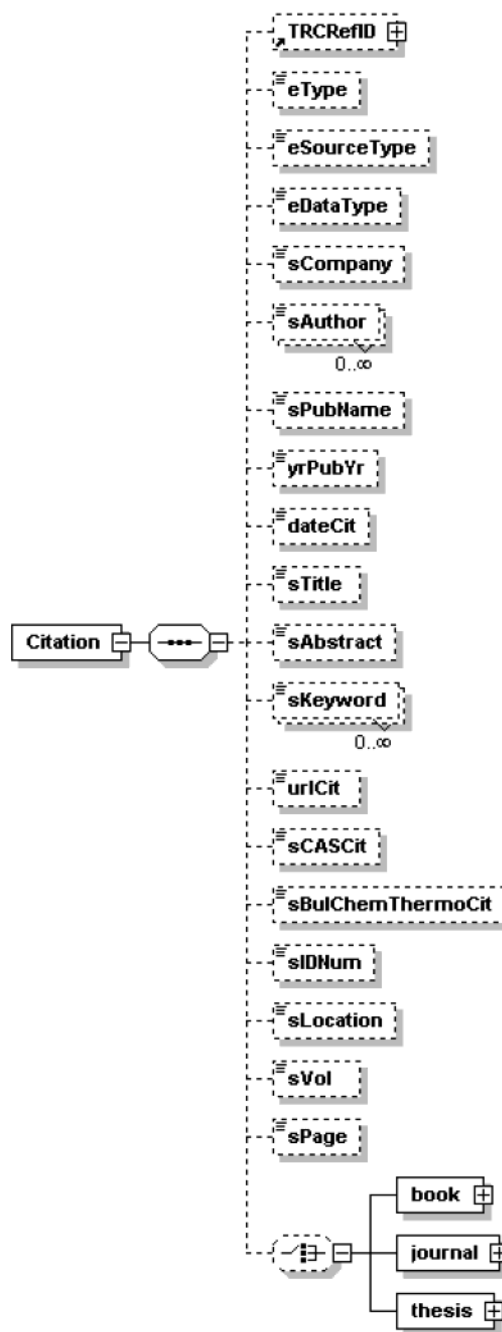 TRCRefID
eType
eSourceType
eDataType
sCompany
sAuthor
0..∞
sPubName
yrPubYr
dateCit
sTitle
Citation
sAbstract
sKeyword
0..∞
urlCit
sCASCit
sBulChemThermoCit
sIDNum
sLocation
sVol
sPage
book
journal
thesis